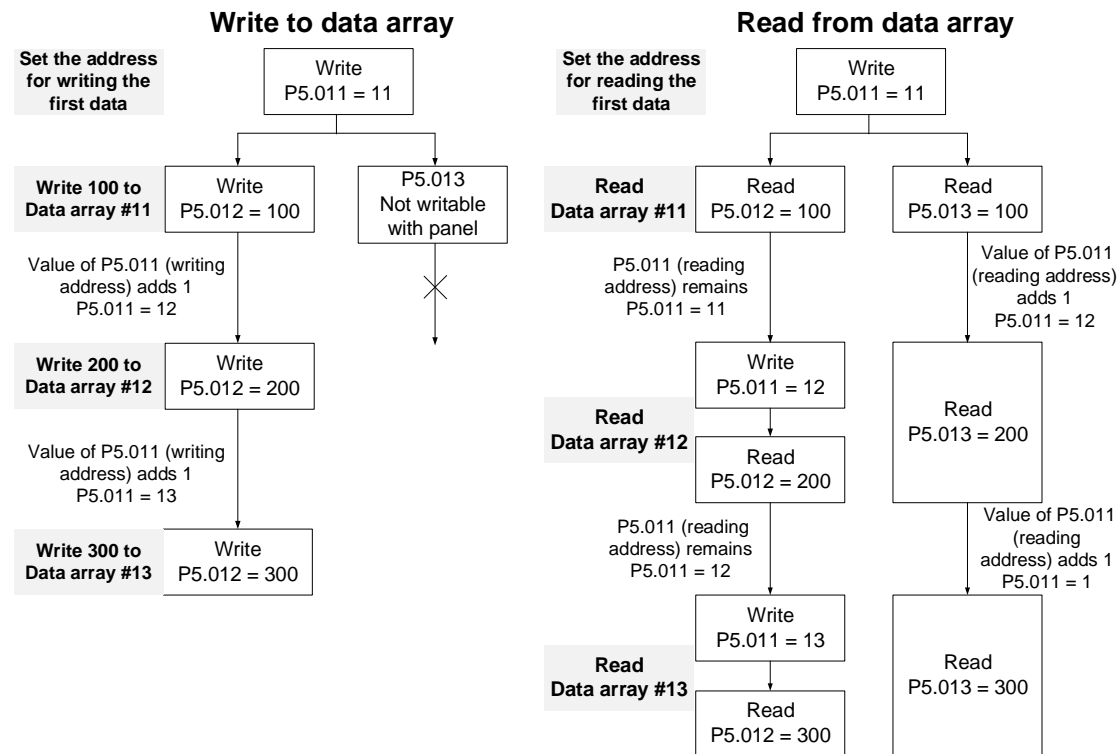 Write to data array
Set the address
for writing the
first data
Write
P5.011 = 11
Write 100 to
Data array #11
Write
P5.012 = 100
P5.013
Not writable
with panel
Value of P5.011 (writing
address) adds 1
P5.011 = 12
Write 200 to
Data array #12
Write
P5.012 = 200
Value of P5.011 (writing
address) adds 1
P5.011 = 13
Write 300 to
Data array #13
Write
P5.012 = 300
Read from data array
Set the address
for reading the
first data
Write
P5.011 = 11
Read
Data array #11
Read
P5.012 = 100
Read
P5.013 = 100
P5.011 (reading
address) remains
P5.011 = 11
Value of P5.011
(reading address)
adds 1
P5.011 = 12
Read
Data array #12
Write
P5.011 = 12
Read
P5.012 = 200
Read
P5.013 = 200
P5.011 (reading
address) remains
P5.011 = 12
Value of P5.011
(reading
address) adds 1
P5.011 = 1
Read
Data array #13
Write
P5.011 = 13
Read
P5.012 = 300
Read
P5.013 = 300